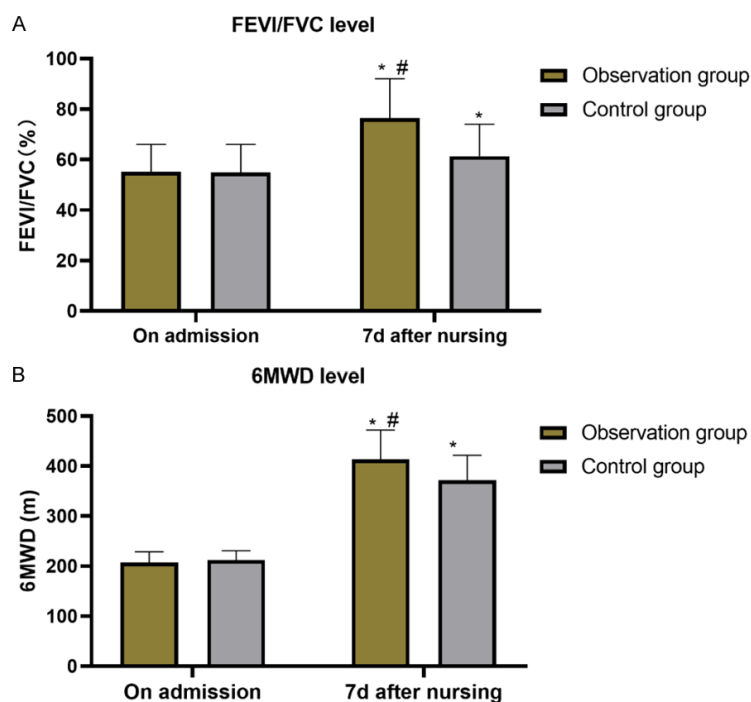 A
FEVI/FVC level
FEVI/FVC (%)
100
80
60
40
20
0
* #
*
On admission
7d after nursing
Observation group
Control group
B
6MWD level
6MWD (m)
500
400
300
200
100
0
* #
*
On admission
7d after nursing
Observation group
Control group